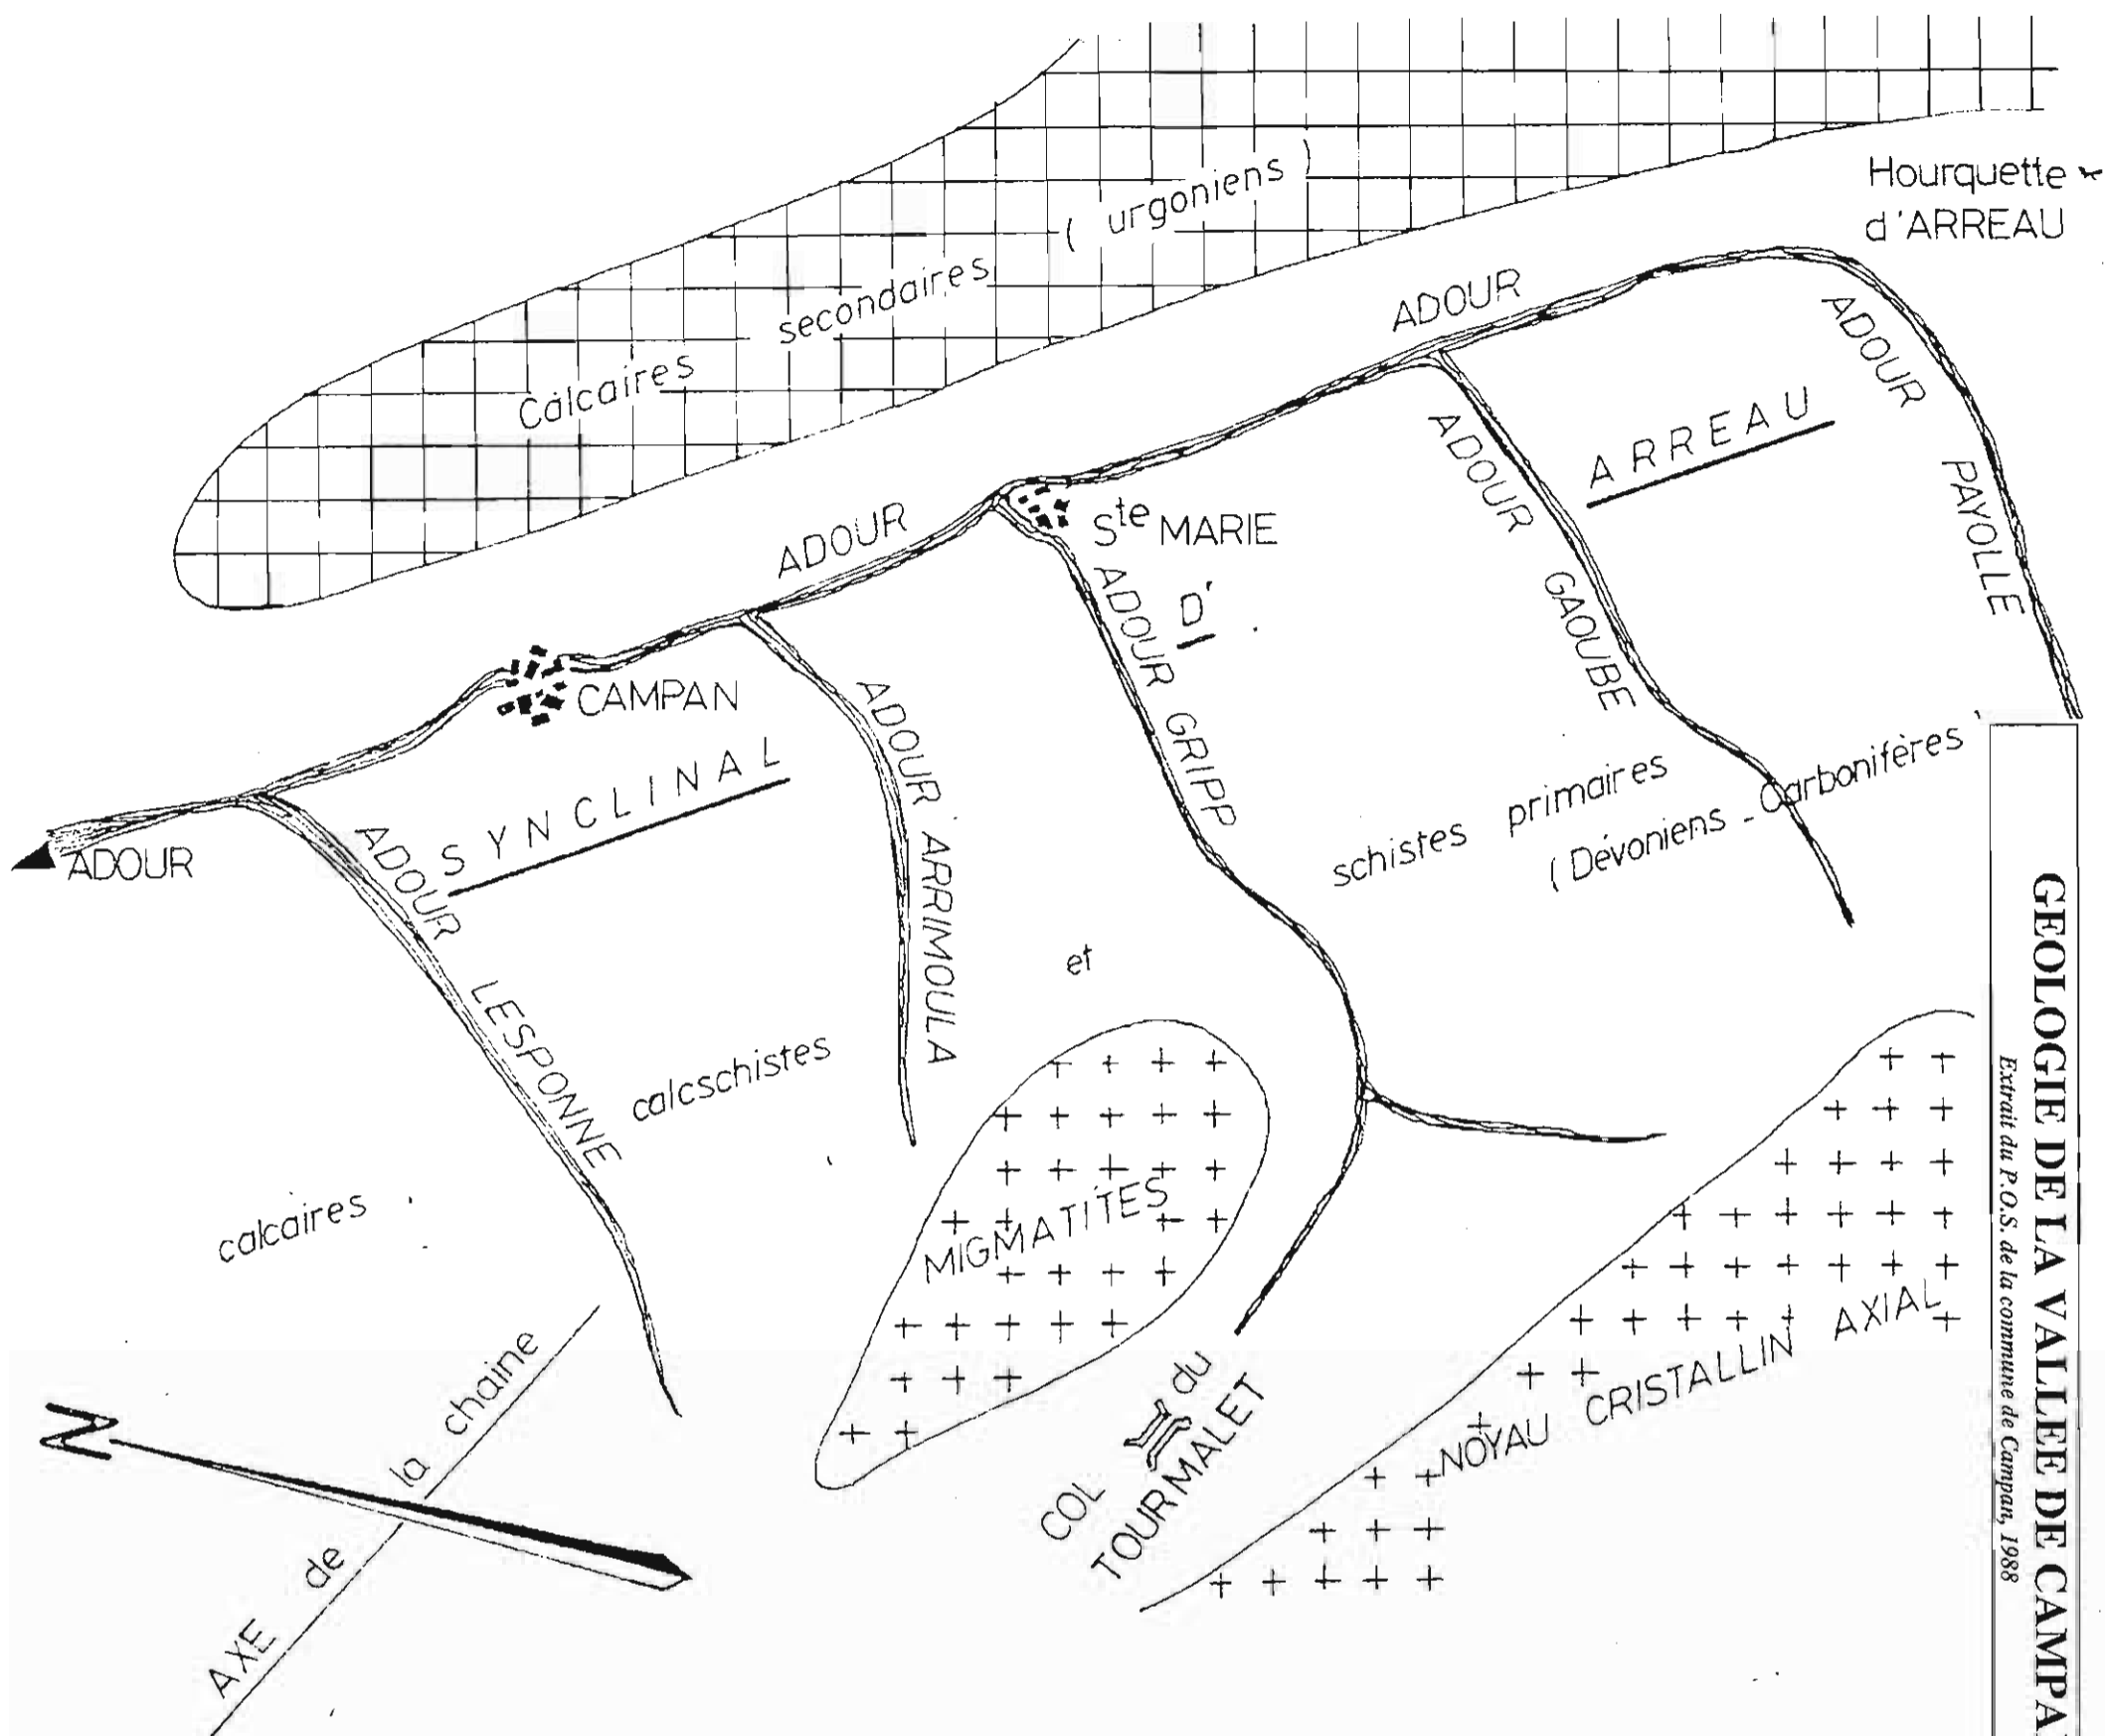 Hourquette
d'ARREAU
Calcaires secondaires ( urgoniens )
ADOUR
ADOUR PAYOLLE
ADOUR GAOUBE
ADOUR
Ste MARIE
ADOUR GRIPP
CAMPAN
ADOUR ARRIMOULA
ADOUR
ADOUR LESPONNE
SYNCLINAL D' ARREAU
calcaires calcschistes et schistes primaires
( Dévoniens _ Carbonifères
MIGMATITES
NOYAU CRISTALLIN AXIAL
COL du
TOURMALET
N
AXE de la chaine
GEOLOGIE DE LA VALLEE DE CAMPA
Extrait du P.O.S. de la commune de Campan, 1988